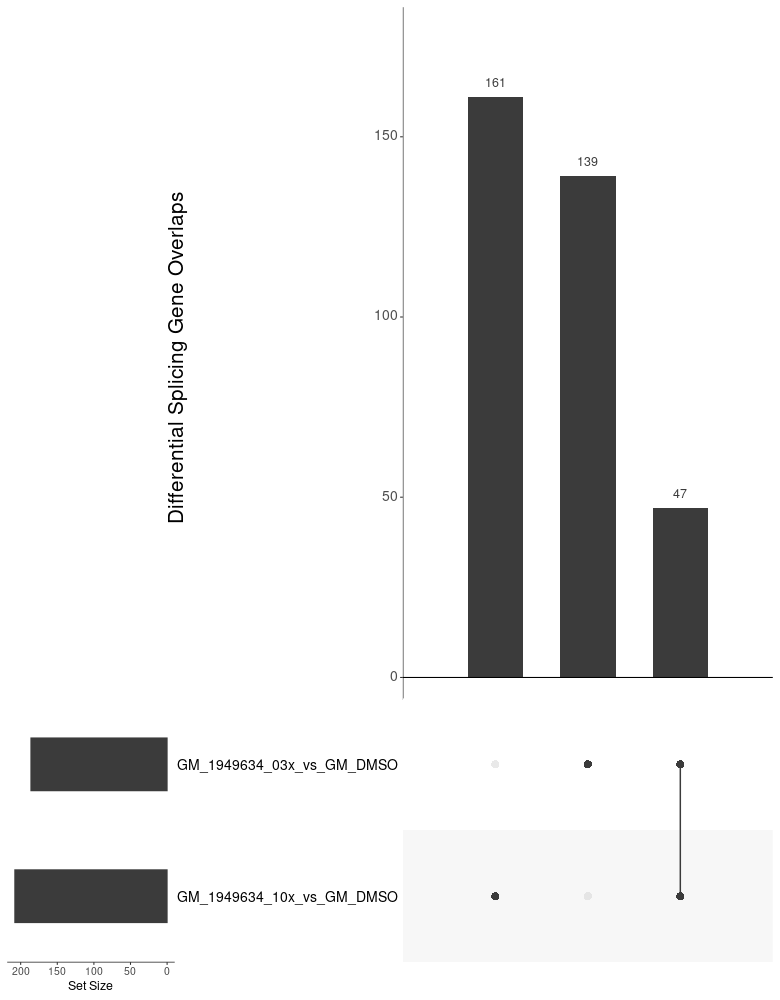 Differential Splicing Gene Overlaps
161
139
47
150
100
50
0
GM_1949634_03x_vs_GM_DMSO
GM_1949634_10x_vs_GM_DMSO
200 150 100 50 0
Set Size